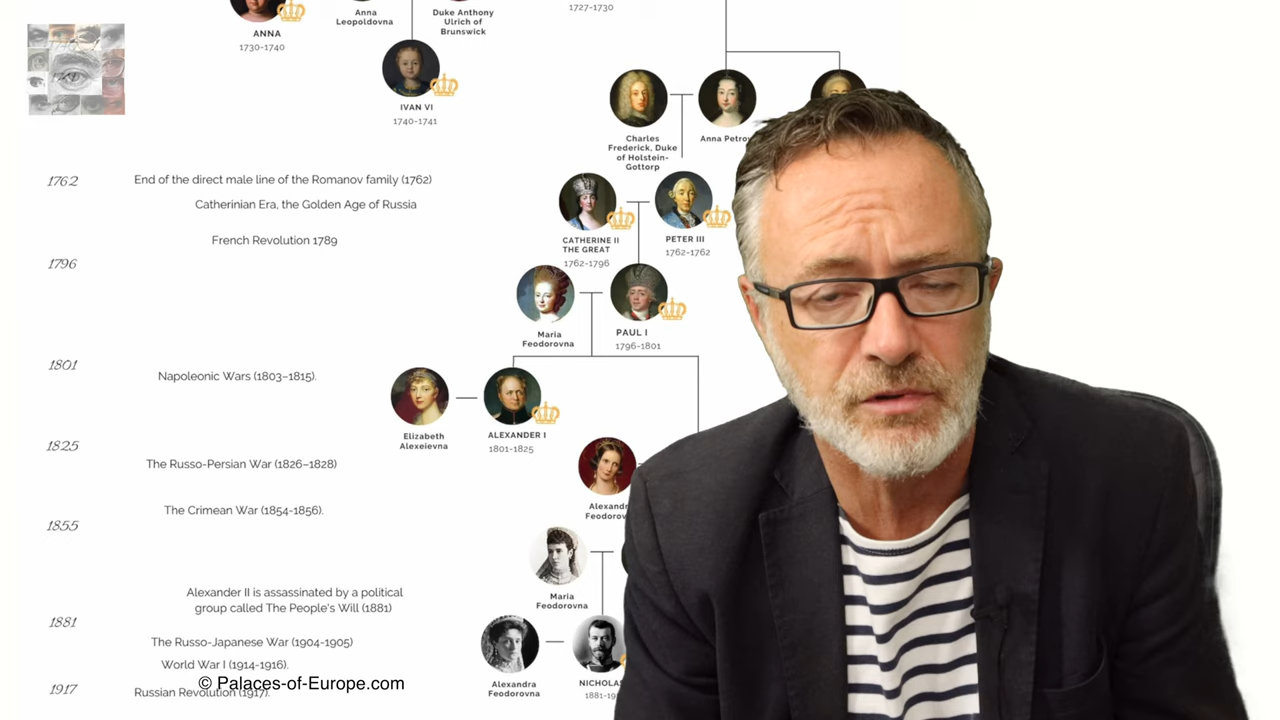 ANNA
1730-1740
Anna
Leopoldovna
Duke Anthony
Ulrich of
Brunswick
1727-1730
IVAN VI
1740-1741
Charles
Frederick, Duke
of Holstein-
Gottorp
1762
End of the direct male line of the Romanov family (1762)
Catherinian Era, the Golden Age of Russia
CATHERINE II
THE GREAT
1762-1796
PETER III
1762-1762
French Revolution 1789
1796
Maria
Feodorovna
PAUL I
1796-1801
1801
Napoleonic Wars (1803–1815).
Elizabeth
Alexeievna
ALEXANDER I
1801-1825
1825
The Russo-Persian War (1826–1828)
The Crimean War (1854-1856).
1855
Maria
Feodorovna
Alexander II is assassinated by a political
group called The People's Will (1881)
1881
The Russo-Japanese War (1904-1905)
World War I (1914-1916).
© Palaces-of-Europe.com
1917
Russian Revolution (1917).
Alexandra
Feodorovna